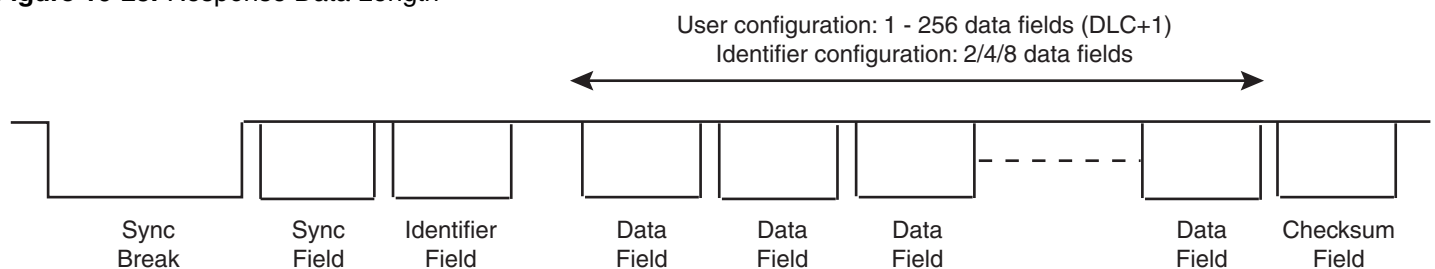 User configuration: 1 - 256 data fields (DLC+1)
Identifier configuration: 2/4/8 data fields
Sync Break
Sync Field
Identifier Field
Data Field
Data Field
Data Field
Data Field
Checksum Field